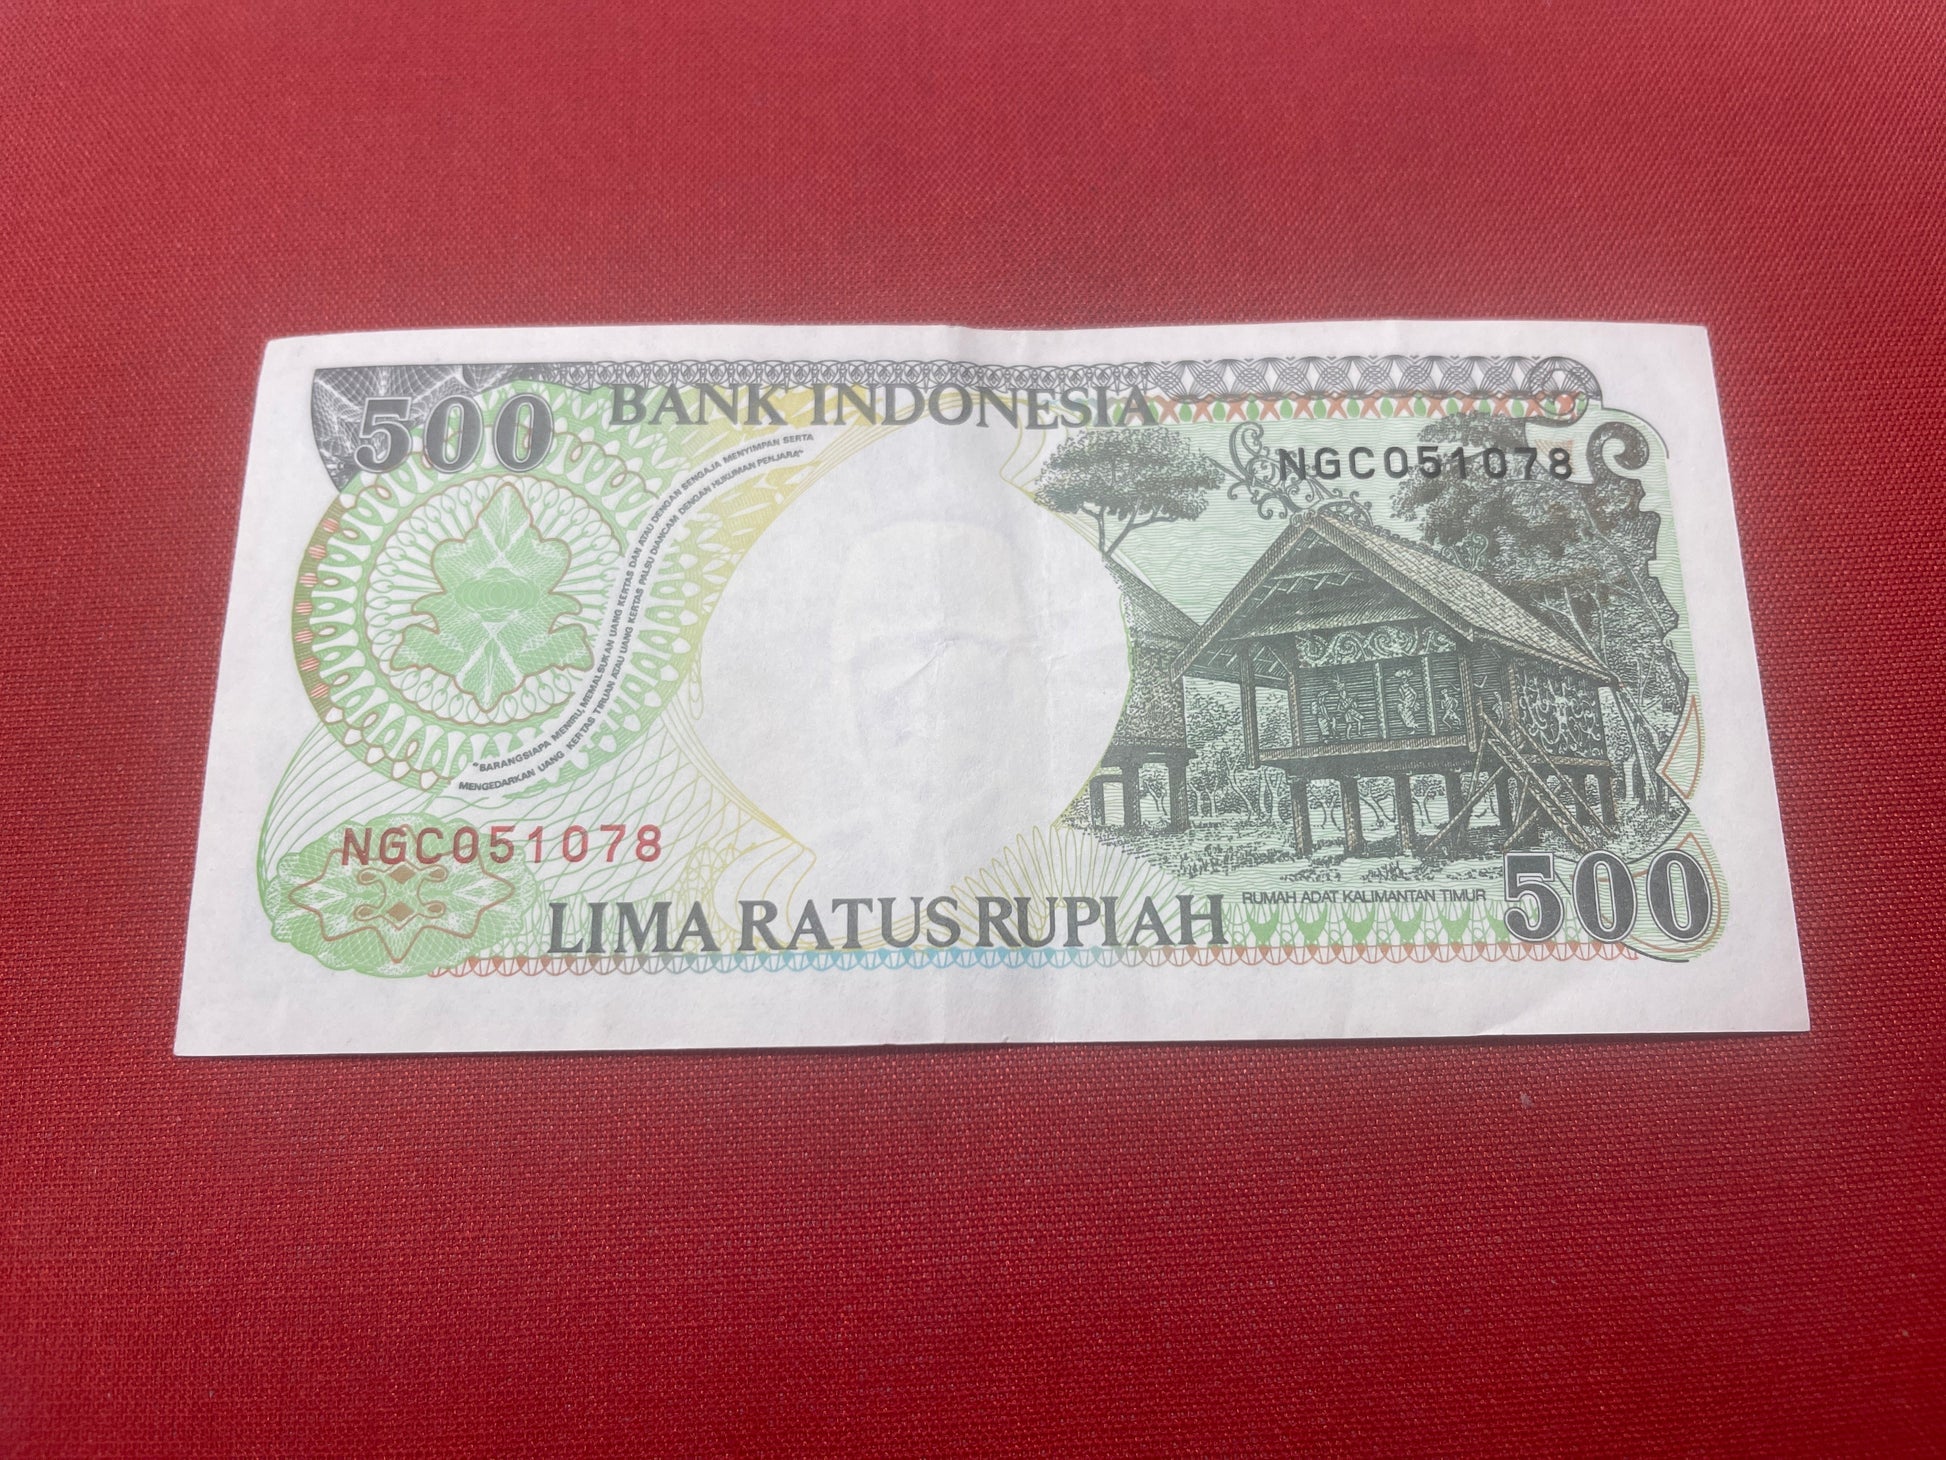 500
BANK INDONESIA
NGC051078
"BARANGSIAPA MENIRU, MEMALSUKAN UANG KERTAS DAN ATAU DENGAN SENGAJA MENYIMPAN SERTA
MENGEDARKAN UANG KERTAS TIRUAN ATAU UANG KERTAS PALSU DIANCAM DENGAN HUKUMAN PENJARA"
NGC051078
LIMA RATUS RUPIAH
RUMAH ADAT KALIMANTAN TIMUR
500